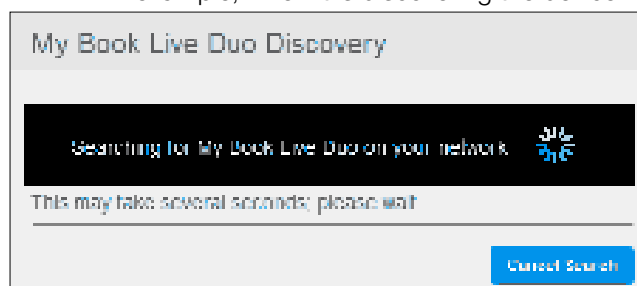 My Book Live Duo Discovery
Searching for My Book Live Duo on your network
This may take several seconds; please wait
Cancel Search